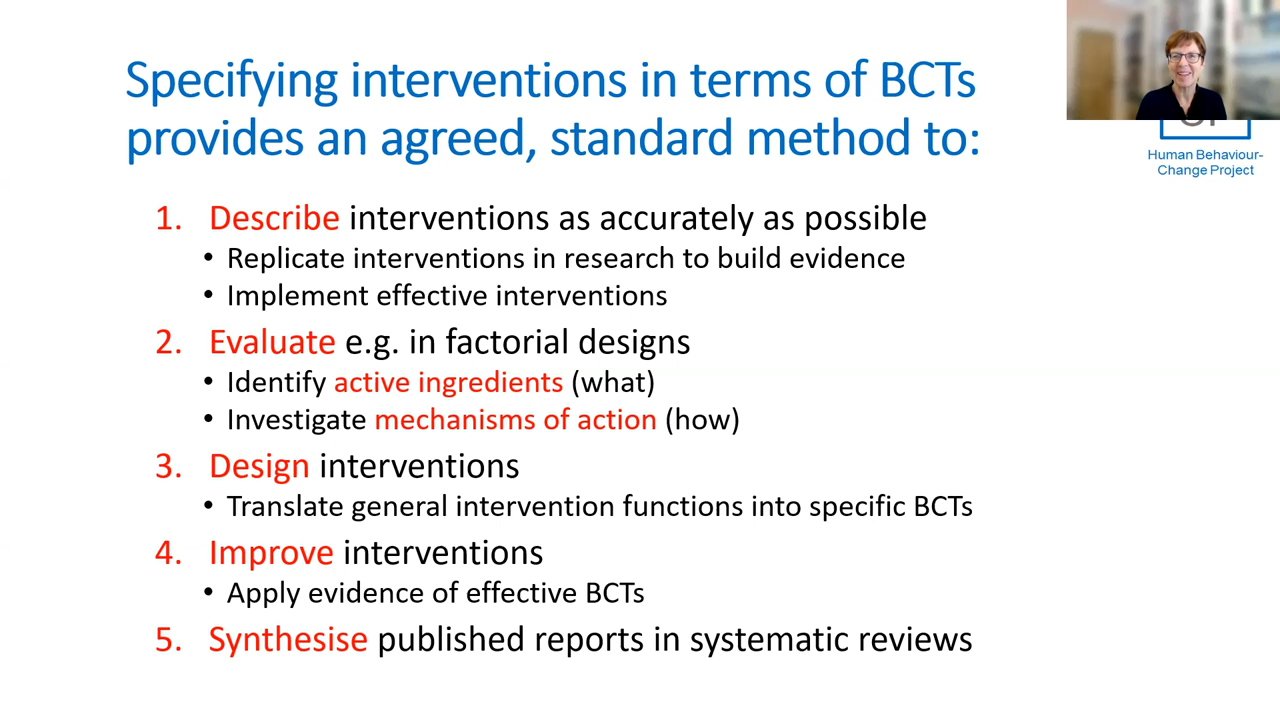 Specifying interventions in terms of BCTs
provides an agreed, standard method to:
Human Behaviour-
Change Project
1. Describe interventions as accurately as possible
• Replicate interventions in research to build evidence
• Implement effective interventions
2. Evaluate e.g. in factorial designs
• Identify active ingredients (what)
• Investigate mechanisms of action (how)
3. Design interventions
• Translate general intervention functions into specific BCTs
4. Improve interventions
• Apply evidence of effective BCTs
5. Synthesise published reports in systematic reviews